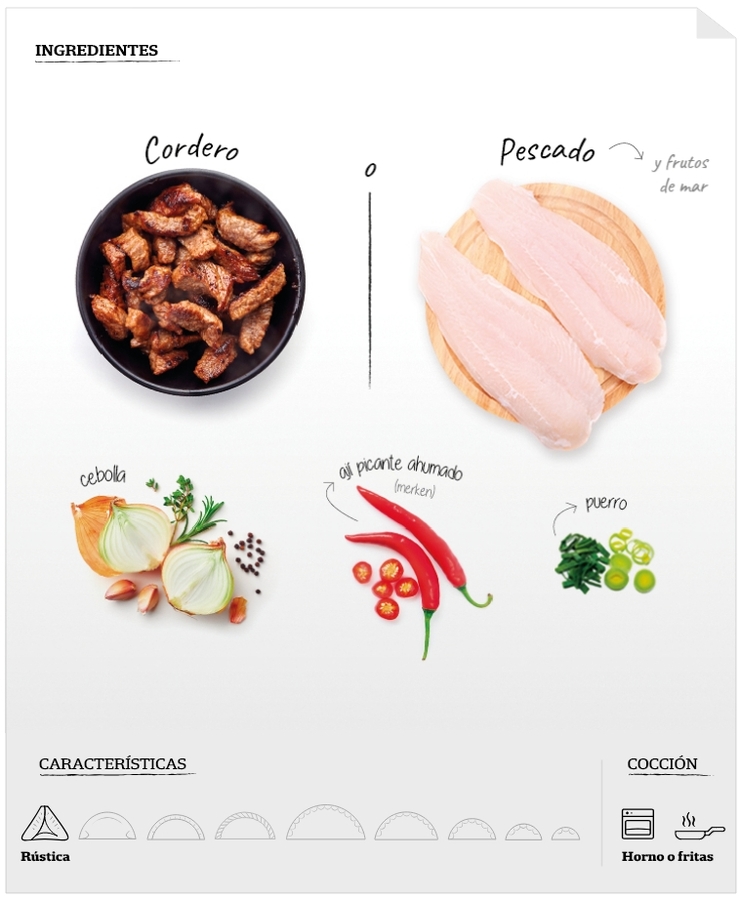 INGREDIENTES
Cordero
o
Pescado
y frutos
de mar
cebolla
ají picante ahumado
(merken)
puerro
CARACTERÍSTICAS
COCCIÓN
Rústica
Horno o fritas